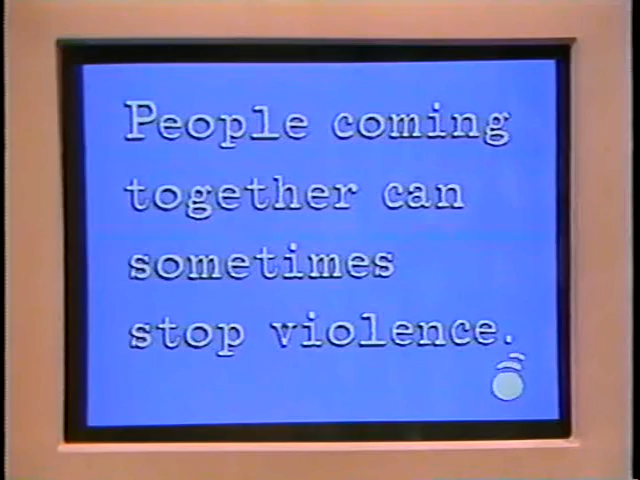 People coming
together can
sometimes
stop violence.